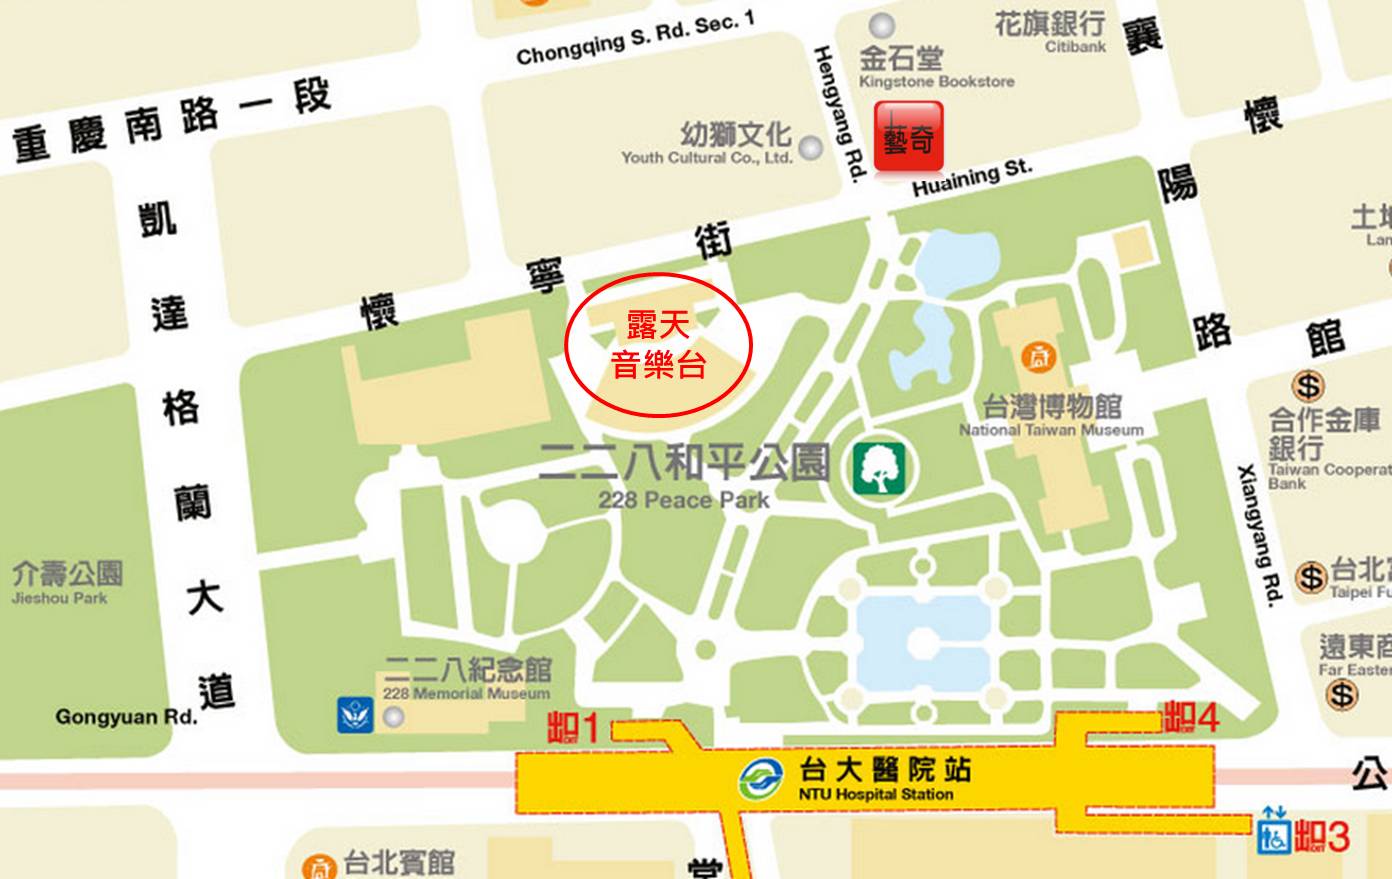 Chongqing S. Rd. Sec. 1
重慶南路一段
Hengyang Rd.
金石堂
Kingstone Bookstore
花旗銀行
Citibank
襄陽路
幼獅文化
Youth Cultural Co., Ltd.
藝奇
Huaining St.
懷
懷寧街
凱達格蘭大道
露天
音樂台
館
台灣博物館
National Taiwan Museum
二二八和平公園
228 Peace Park
合作金庫
銀行
Taiwan Cooperat
Bank
Xiangyang Rd.
介壽公園
Jieshou Park
台北
Taipei Fu
遠東商
Far Easter
土地
Lan
二二八紀念館
228 Memorial Museum
Gongyuan Rd.
出口1
EXIT
出口4
EXIT
台大醫院站
NTU Hospital Station
公
出口3
EXIT
台北賓館
常